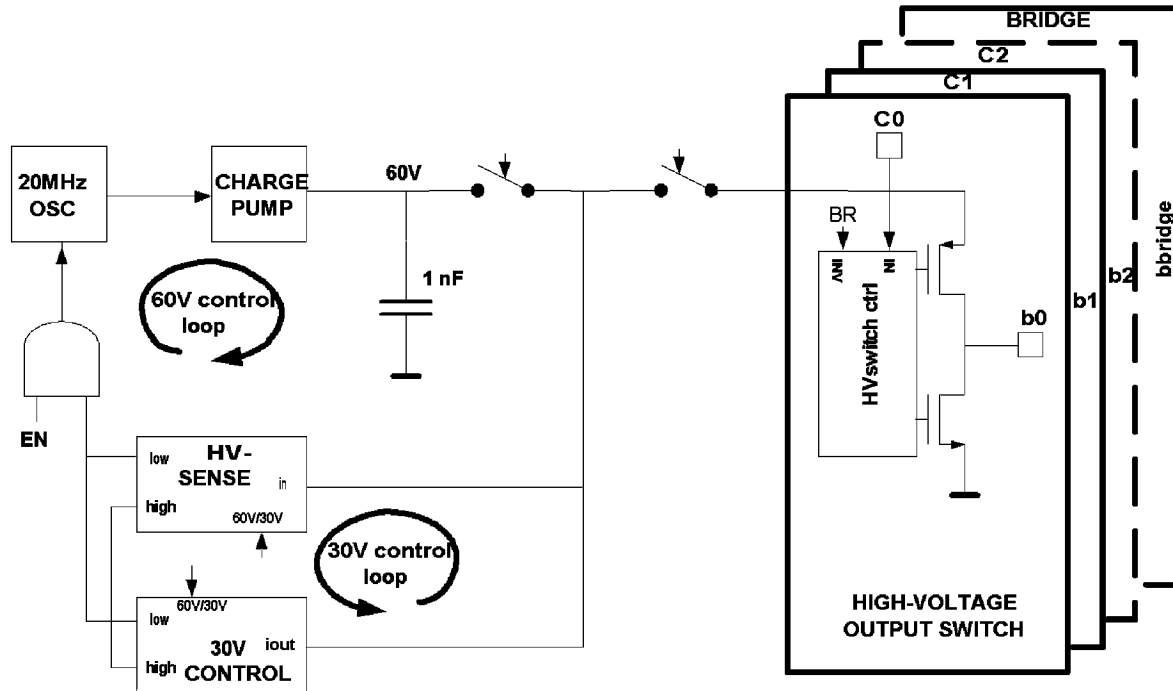 BRIDGE
C2
C1
C0
20MHz
OSC
CHARGE
PUMP
60V
BR
INV
IN
HVswitch ctrl
b0
b1
b2
bbridge
1 nF
60V control
loop
EN
HV-
SENSE
low
high
in
60V/30V
30V control
loop
60V/30V
low
high
iout
30V
CONTROL
HIGH-VOLTAGE
OUTPUT SWITCH